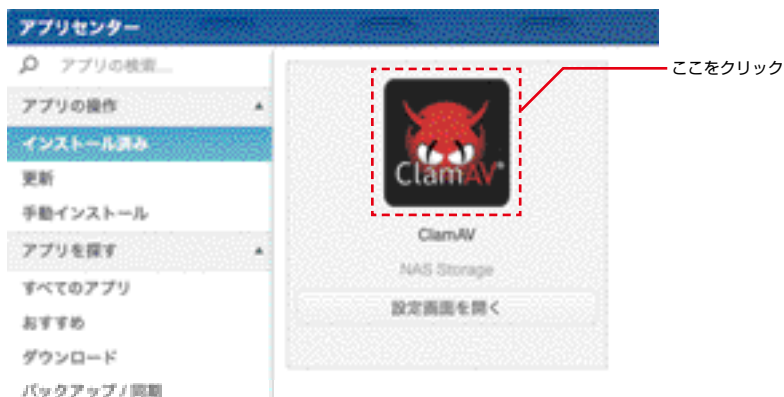 アプリセンター
アプリの検索...
アプリの操作
インストール済み
更新
手動インストール
アプリを探す
すべてのアプリ
おすすめ
ダウンロード
バックアップ / 同期
ClamAV
ClamAV
NAS Storage
設定画面を開く
ここをクリック